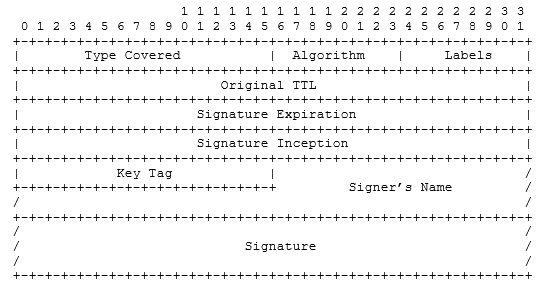 1 1 1 1 1 1 1 1 1 1 2 2 2 2 2 2 2 2 2 2 3 3
0 1 2 3 4 5 6 7 8 9 0 1 2 3 4 5 6 7 8 9 0 1 2 3 4 5 6 7 8 9 0 1
+-+-+-+-+-+-+-+-+-+-+-+-+-+-+-+-+-+-+-+-+-+-+-+-+-+-+-+-+-+-+-+-+
| Type Covered | Algorithm | Labels |
+-+-+-+-+-+-+-+-+-+-+-+-+-+-+-+-+-+-+-+-+-+-+-+-+-+-+-+-+-+-+-+-+
| Original TTL |
+-+-+-+-+-+-+-+-+-+-+-+-+-+-+-+-+-+-+-+-+-+-+-+-+-+-+-+-+-+-+-+-+
| Signature Expiration |
+-+-+-+-+-+-+-+-+-+-+-+-+-+-+-+-+-+-+-+-+-+-+-+-+-+-+-+-+-+-+-+-+
| Signature Inception |
+-+-+-+-+-+-+-+-+-+-+-+-+-+-+-+-+-+-+-+-+-+-+-+-+-+-+-+-+-+-+-+-+
| Key Tag | /
+-+-+-+-+-+-+-+-+-+-+-+-+-+-+-+-+ Signer's Name /
/ /
+-+-+-+-+-+-+-+-+-+-+-+-+-+-+-+-+-+-+-+-+-+-+-+-+-+-+-+-+-+-+-+-+
/ /
/ Signature /
/ /
+-+-+-+-+-+-+-+-+-+-+-+-+-+-+-+-+-+-+-+-+-+-+-+-+-+-+-+-+-+-+-+-+